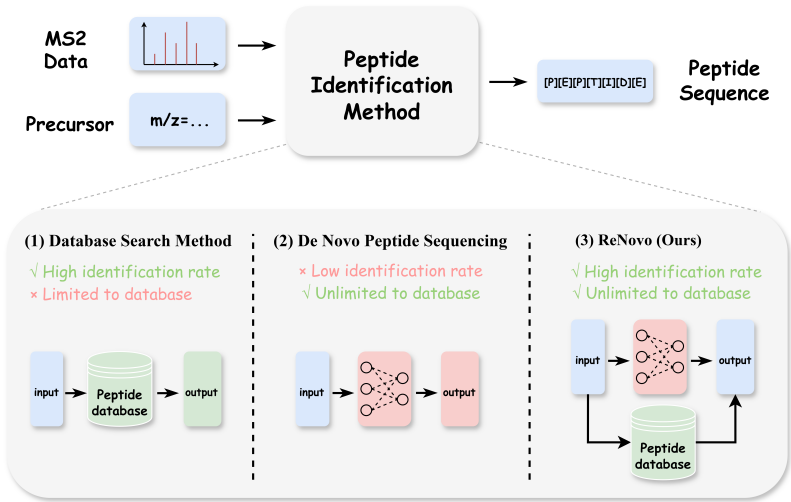 MS2
Data
Precursor
m/z=...
Peptide
Identification
Method
[P][E][P][T][I][D][E]
Peptide
Sequence
(1) Database Search Method
√ High identification rate
× Limited to database
input
Peptide
database
output
(2) De Novo Peptide Sequencing
× Low identification rate
√ Unlimited to database
input
output
(3) ReNovo (Ours)
√ High identification rate
√ Unlimited to database
input
output
Peptide
database